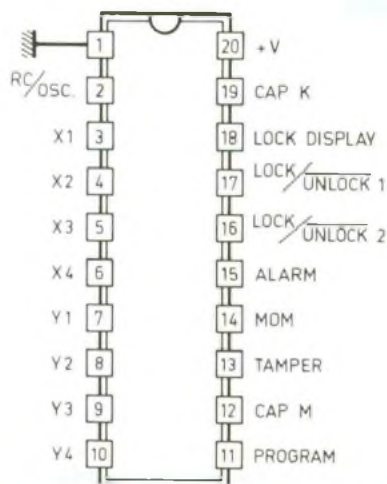 1 20 +V
RC/OSC. 2 19 CAP K
X1 3 18 LOCK DISPLAY
X2 4 17 LOCK/UNLOCK 1
X3 5 16 LOCK/UNLOCK 2
X4 6 15 ALARM
Y1 7 14 MOM
Y2 8 13 TAMPER
Y3 9 12 CAP M
Y4 10 11 PROGRAM